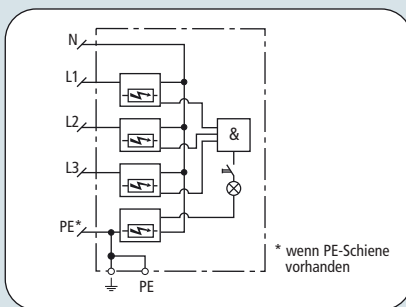 N
L1
L2
&
L3
PE*
PE
* wenn PE-Schiene
vorhanden